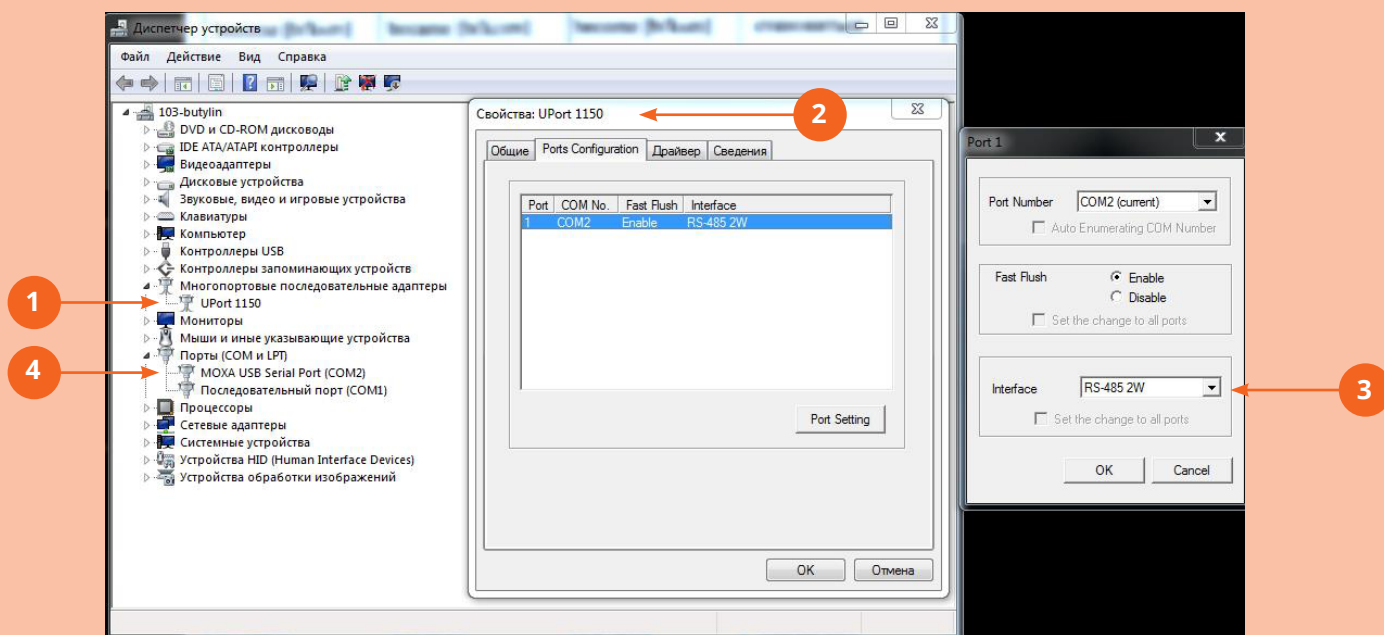 Диспетчер устройств
Файл Действие Вид Справка
103-butylin
DVD и CD-ROM дисководы
IDE ATA/ATAPI контроллеры
Видеоадаптеры
Дисковые устройства
Звуковые, видео и игровые устройства
Клавиатуры
Компьютер
Контроллеры USB
Контроллеры запоминающих устройств
Многопортовые последовательные адаптеры
UPort 1150
Мониторы
Мыши и иные указывающие устройства
Порты (COM и LPT)
MOXA USB Serial Port (COM2)
Последовательный порт (COM1)
Процессоры
Сетевые адаптеры
Системные устройства
Устройства HID (Human Interface Devices)
Устройства обработки изображений
1
4
Свойства: UPort 1150
2
Общие Ports Configuration Драйвер Сведения
Port COM No. Fast Flush Interface
1 COM2 Enable RS-485 2W
Port Setting
OK Отмена
Port 1
Port Number COM2 (current)
Auto Enumerating COM Number
Fast Flush Enable
Disable
Set the change to all ports
Interface RS-485 2W
3
Set the change to all ports
OK Cancel